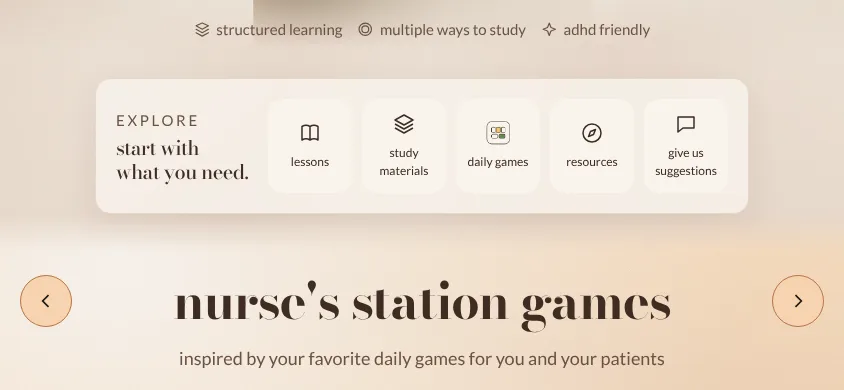 structured learning
multiple ways to study
adhd friendly
EXPLORE
start with
what you need.
lessons
study
materials
daily games
resources
give us
suggestions
nurse's station games
inspired by your favorite daily games for you and your patients